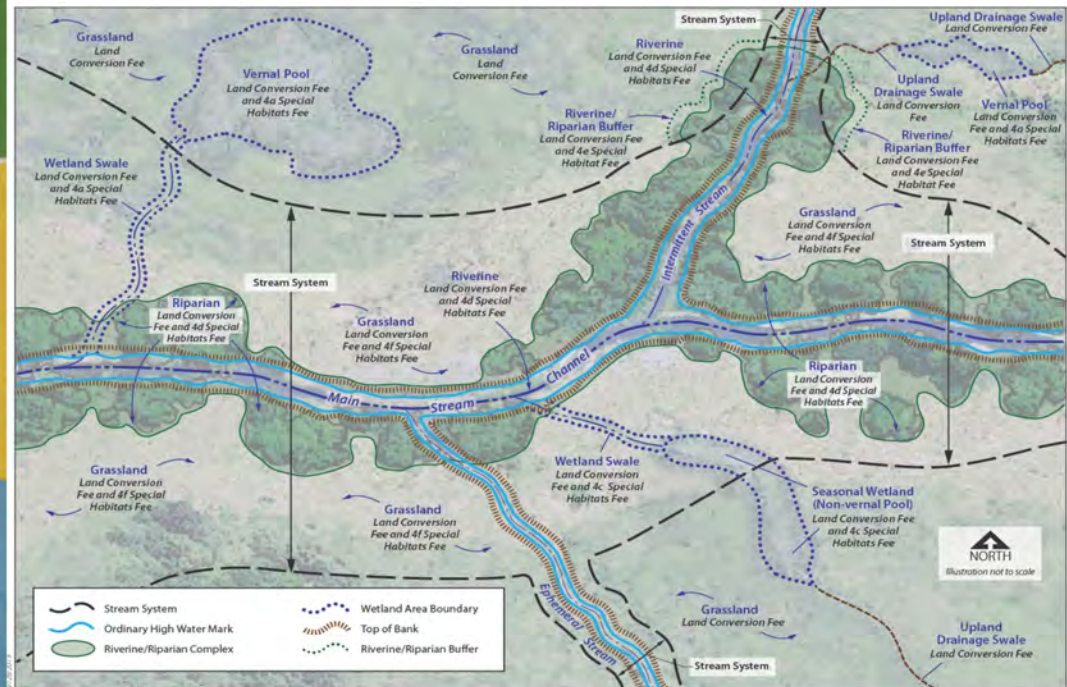 Grassland
Land
Conversion Fee
Vernal Pool
Land Conversion Fee
and 4a Special
Habitats Fee
Grassland
Land
Conversion Fee
Stream System
Riverine
Land Conversion Fee
and 4d Special
Habitats Fee
Upland Drainage Swale
Land Conversion Fee
Upland
Drainage Swale
Land Conversion
Fee
Vernal Pool
Land Conversion
Fee and 4a Special
Habitats Fee
Riverine/
Riparian Buffer
Land Conversion Fee
and 4e Special
Habitat Fee
Riverine/
Riparian Buffer
Land Conversion Fee
and 4e Special
Habitat Fee
Wetland Swale
Land Conversion Fee
and 4a Special
Habitats Fee
Grassland
Land Conversion
Fee and 4f Special
Habitats Fee
Stream System
Stream System
Intermittent Stream
Riverine
Land Conversion Fee
and 4d Special
Habitats Fee
Riparian
Land Conversion
Fee and 4d Special
Habitats Fee
Grassland
Land Conversion
Fee and 4f Special
Habitats Fee
Main Stream Channel
Riparian
Land Conversion
Fee and 4d Special
Habitats Fee
Grassland
Land Conversion
Fee and 4f Special
Habitats Fee
Wetland Swale
Land Conversion
Fee and 4c Special
Habitats Fee
Seasonal Wetland
(Non-vernal Pool)
Land Conversion Fee
and 4c Special
Habitats Fee
Grassland
Land Conversion
Fee and 4f Special
Habitats Fee
NORTH
Illustration not to scale
Ephemeral Stream
Grassland
Land Conversion Fee
Upland
Drainage Swale
Land Conversion Fee
Stream System
Stream System
Ordinary High Water Mark
Riverine/Riparian Complex
Wetland Area Boundary
Top of Bank
Riverine/Riparian Buffer